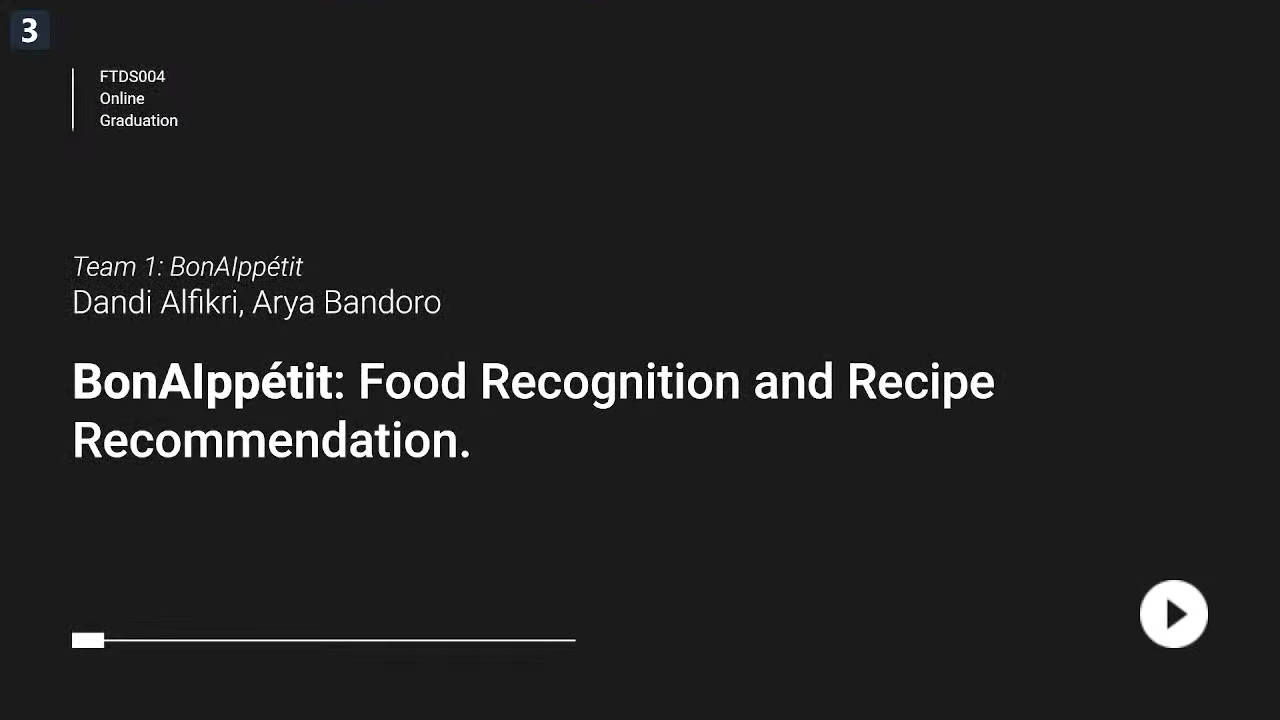 3
FTDS004
Online
Graduation
Team 1: BonAIppétit
Dandi Alfikri, Arya Bandoro
BonAIppétit: Food Recognition and Recipe
Recommendation.